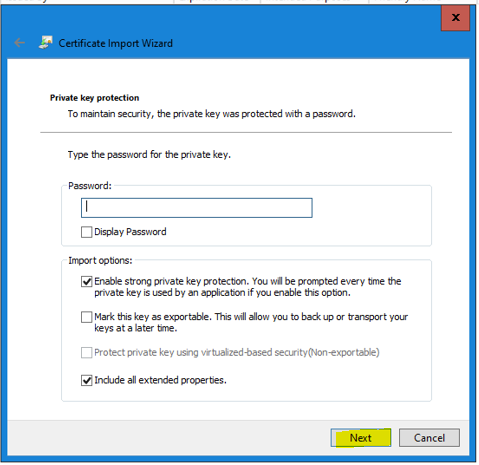 Certificate Import Wizard
Private key protection
To maintain security, the private key was protected with a password.
Type the password for the private key.
Password:
Display Password
Import options:
Enable strong private key protection. You will be prompted every time the
private key is used by an application if you enable this option.
Mark this key as exportable. This will allow you to back up or transport your
keys at a later time.
Protect private key using virtualized-based security(Non-exportable)
Include all extended properties.
Next
Cancel